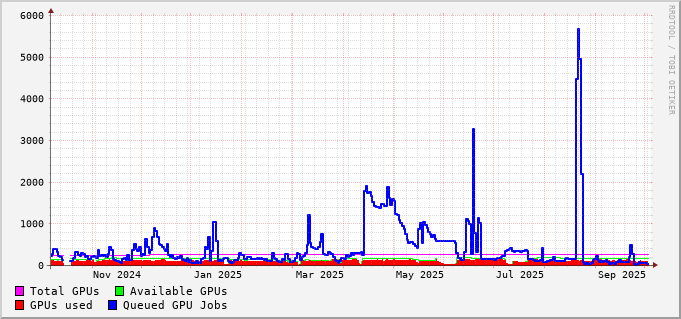 6000
5000
4000
3000
2000
1000
0
Nov 2024 Jan 2025 Mar 2025 May 2025 Jul 2025 Sep 2025
Total GPUs Available GPUs
GPUs used Queued GPU Jobs
RRDTOOL / TOBI OETIKER